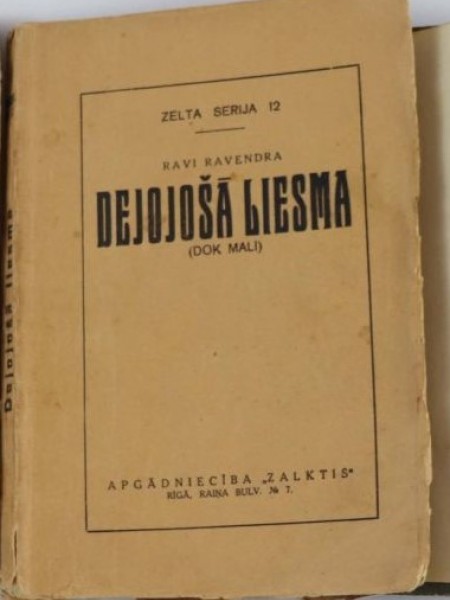 ZELTA SERIJA 12
RAVI RAVENDRA
DEJOJOŠĀ LIESMA
(DOK MALI)
APGĀDNIECĪBA „ZALKTIS“
RĪGĀ, RAIŅA BULV. № 7.
Dejojošā liesma